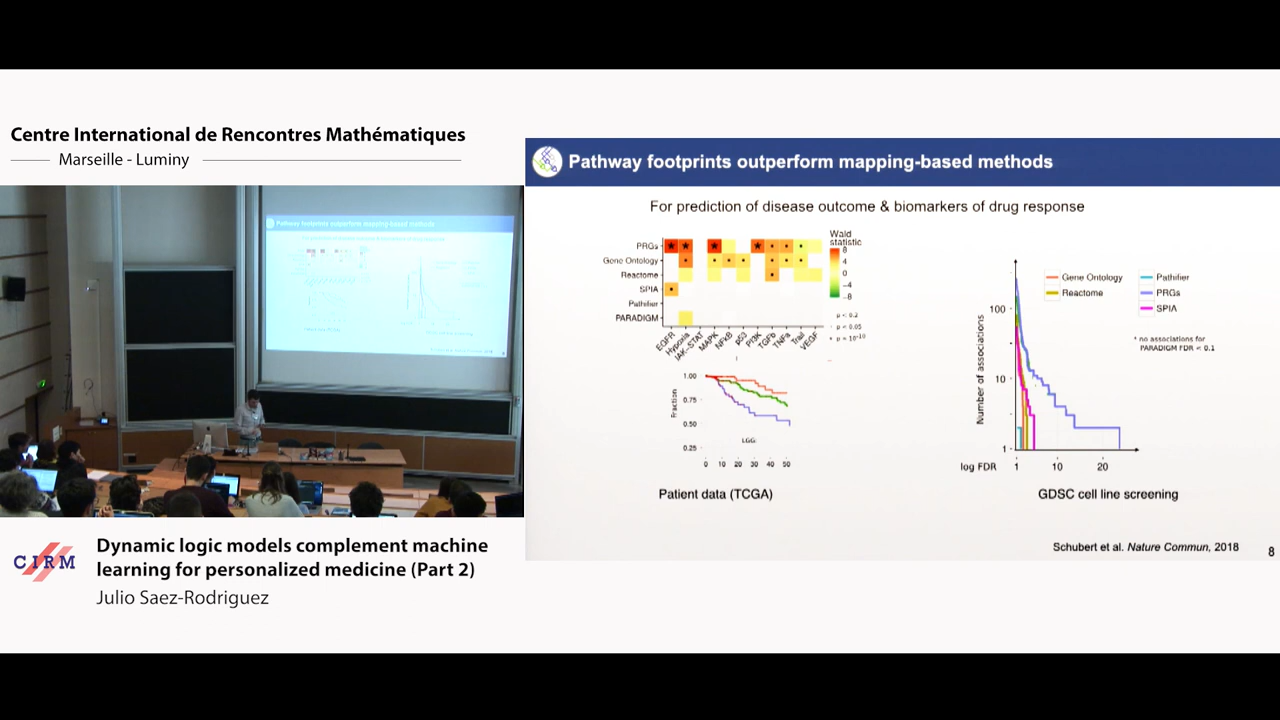 Centre International de Rencontres Mathématiques
Marseille - Luminy
Pathway footprints outperform mapping-based methods
For prediction of disease outcome & biomarkers of drug response
PRGs
Gene Ontology
Reactome
SPIA
Pathifier
PARADIGM
EGFR
Hypoxia
JAK-STAT
MAPK
NFkB
p53
PI3K
TGFb
TNFa
Trail
VEGF
Wald
statistic
8
4
0
-4
-8
p < 0.2
p < 0.05
p < 10-10
Fraction
1.00
0.75
0.50
0.25
LGG
0 10 20 30 40 50
Patient data (TCGA)
Number of associations
100
10
1
log FDR 1 10 20
Gene Ontology
Reactome
Pathifier
PRGs
SPIA
* no associations for
PARADIGM FDR < 0.1
GDSC cell line screening
Schubert et al. Nature Commun, 2018
8
Pathway footprints outperform mapping-based methods
CIRM
Dynamic logic models complement machine
learning for personalized medicine (Part 2)
Julio Saez-Rodriguez